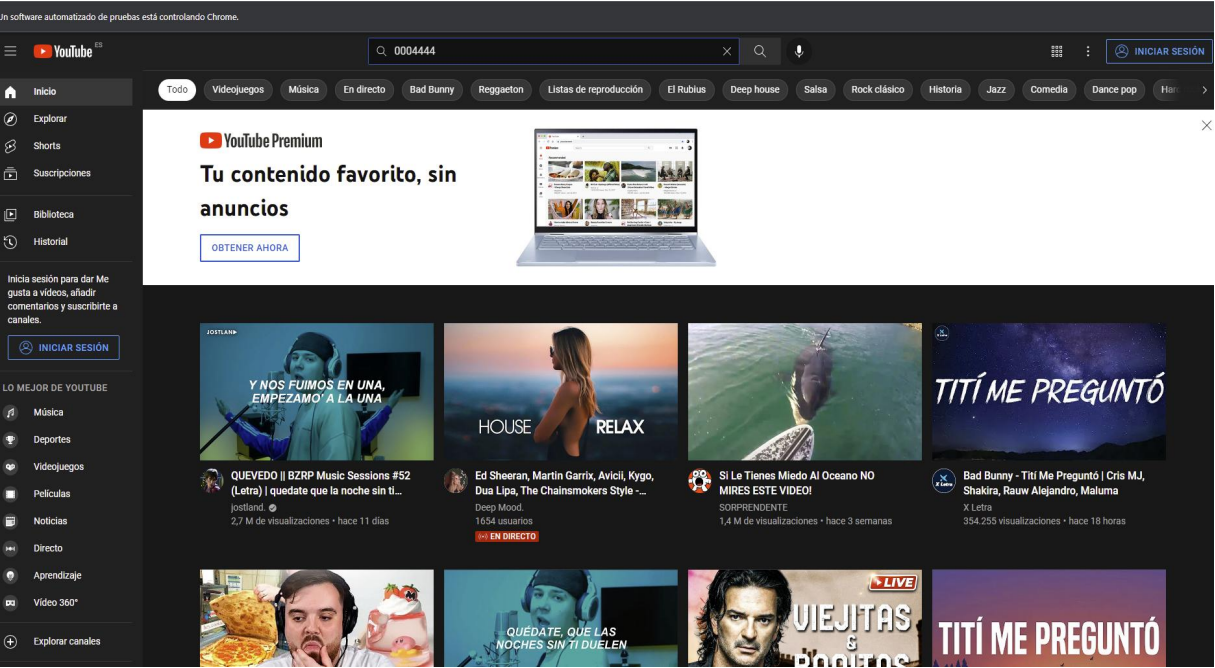 Un software automatizado de pruebas está controlando Chrome.
YouTube ES
0004444
INICIAR SESIÓN
Inicio
Explorar
Shorts
Suscripciones
Biblioteca
Historial
Inicia sesión para dar Me
gusta a vídeos, añadir
comentarios y suscribirte a
canales.
INICIAR SESIÓN
LO MEJOR DE YOUTUBE
Música
Deportes
Videojuegos
Películas
Noticias
Directo
Aprendizaje
Vídeo 360°
Explorar canales
Todo Videojuegos Música En directo Bad Bunny Reggaeton Listas de reproducción El Rubius Deep house Salsa Rock clásico Historia Jazz Comedia Dance pop
YouTube Premium
Tu contenido favorito, sin
anuncios
OBTENER AHORA
JOSTLAND
Y NOS FUIMOS EN UNA,
EMPEZAMO' A LA UNA
QUEVEDO || BZRP Music Sessions #52
(Letra) | quedate que la noche sin ti...
jostland.
2,7 M de visualizaciones • hace 11 días
HOUSE RELAX
Ed Sheeran, Martin Garrix, Avicii, Kygo,
Dua Lipa, The Chainsmokers Style -...
Deep Mood.
1654 usuarios
EN DIRECTO
Si Le Tienes Miedo Al Oceano NO
MIRES ESTE VIDEO!
SORPRENDENTE
1,4 M de visualizaciones • hace 3 semanas
X Letra
TITÍ ME PREGUNTÓ
X Letra
Bad Bunny - Tití Me Preguntó | Cris MJ,
Shakira, Rauw Alejandro, Maluma
X Letra
354.255 visualizaciones • hace 18 horas
QUÉDATE, QUE LAS
NOCHES SIN TI DUELEN
LIVE
VIEJITAS
&
BONITAS
TITÍ ME PREGUNTÓ